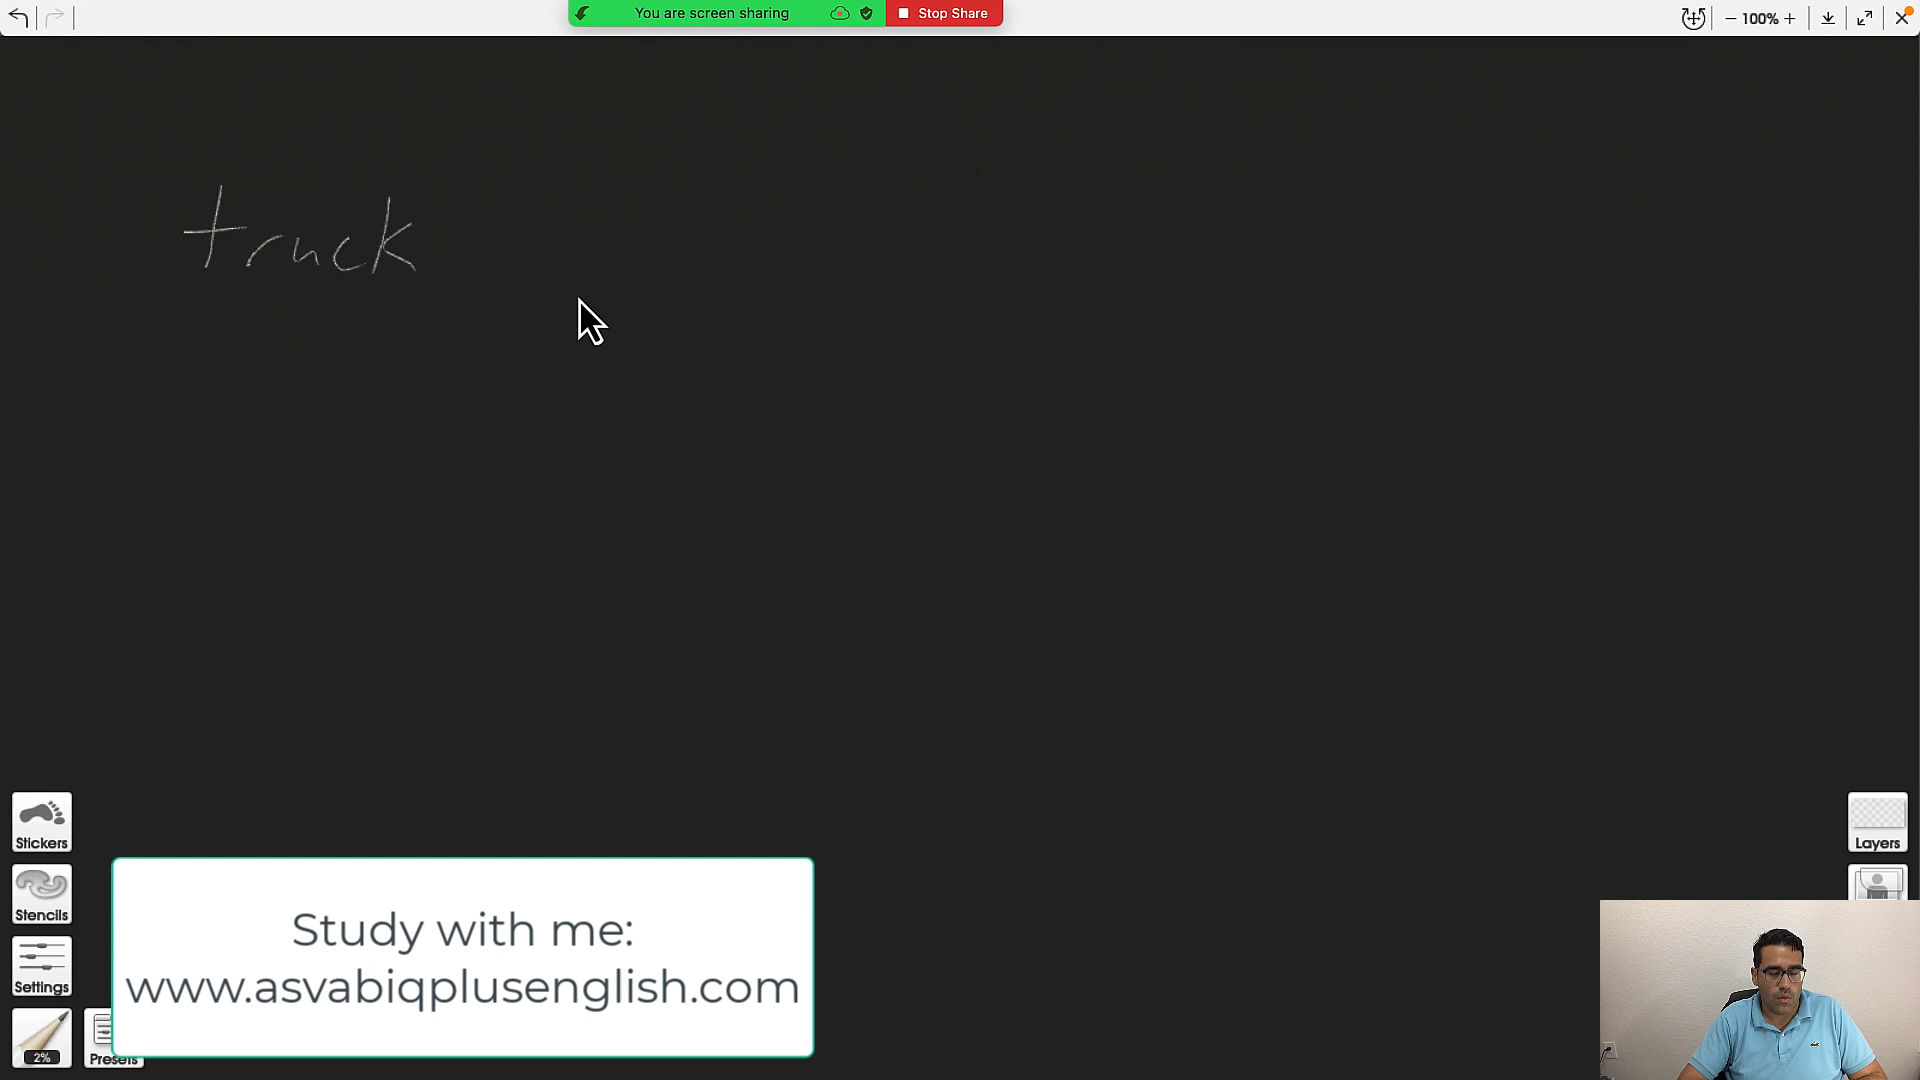 You are screen sharing
Stop Share
100%
truck
Stickers
Stencils
Settings
2%
Presets
Layers
Study with me:
www.asvabiqplusenglish.com